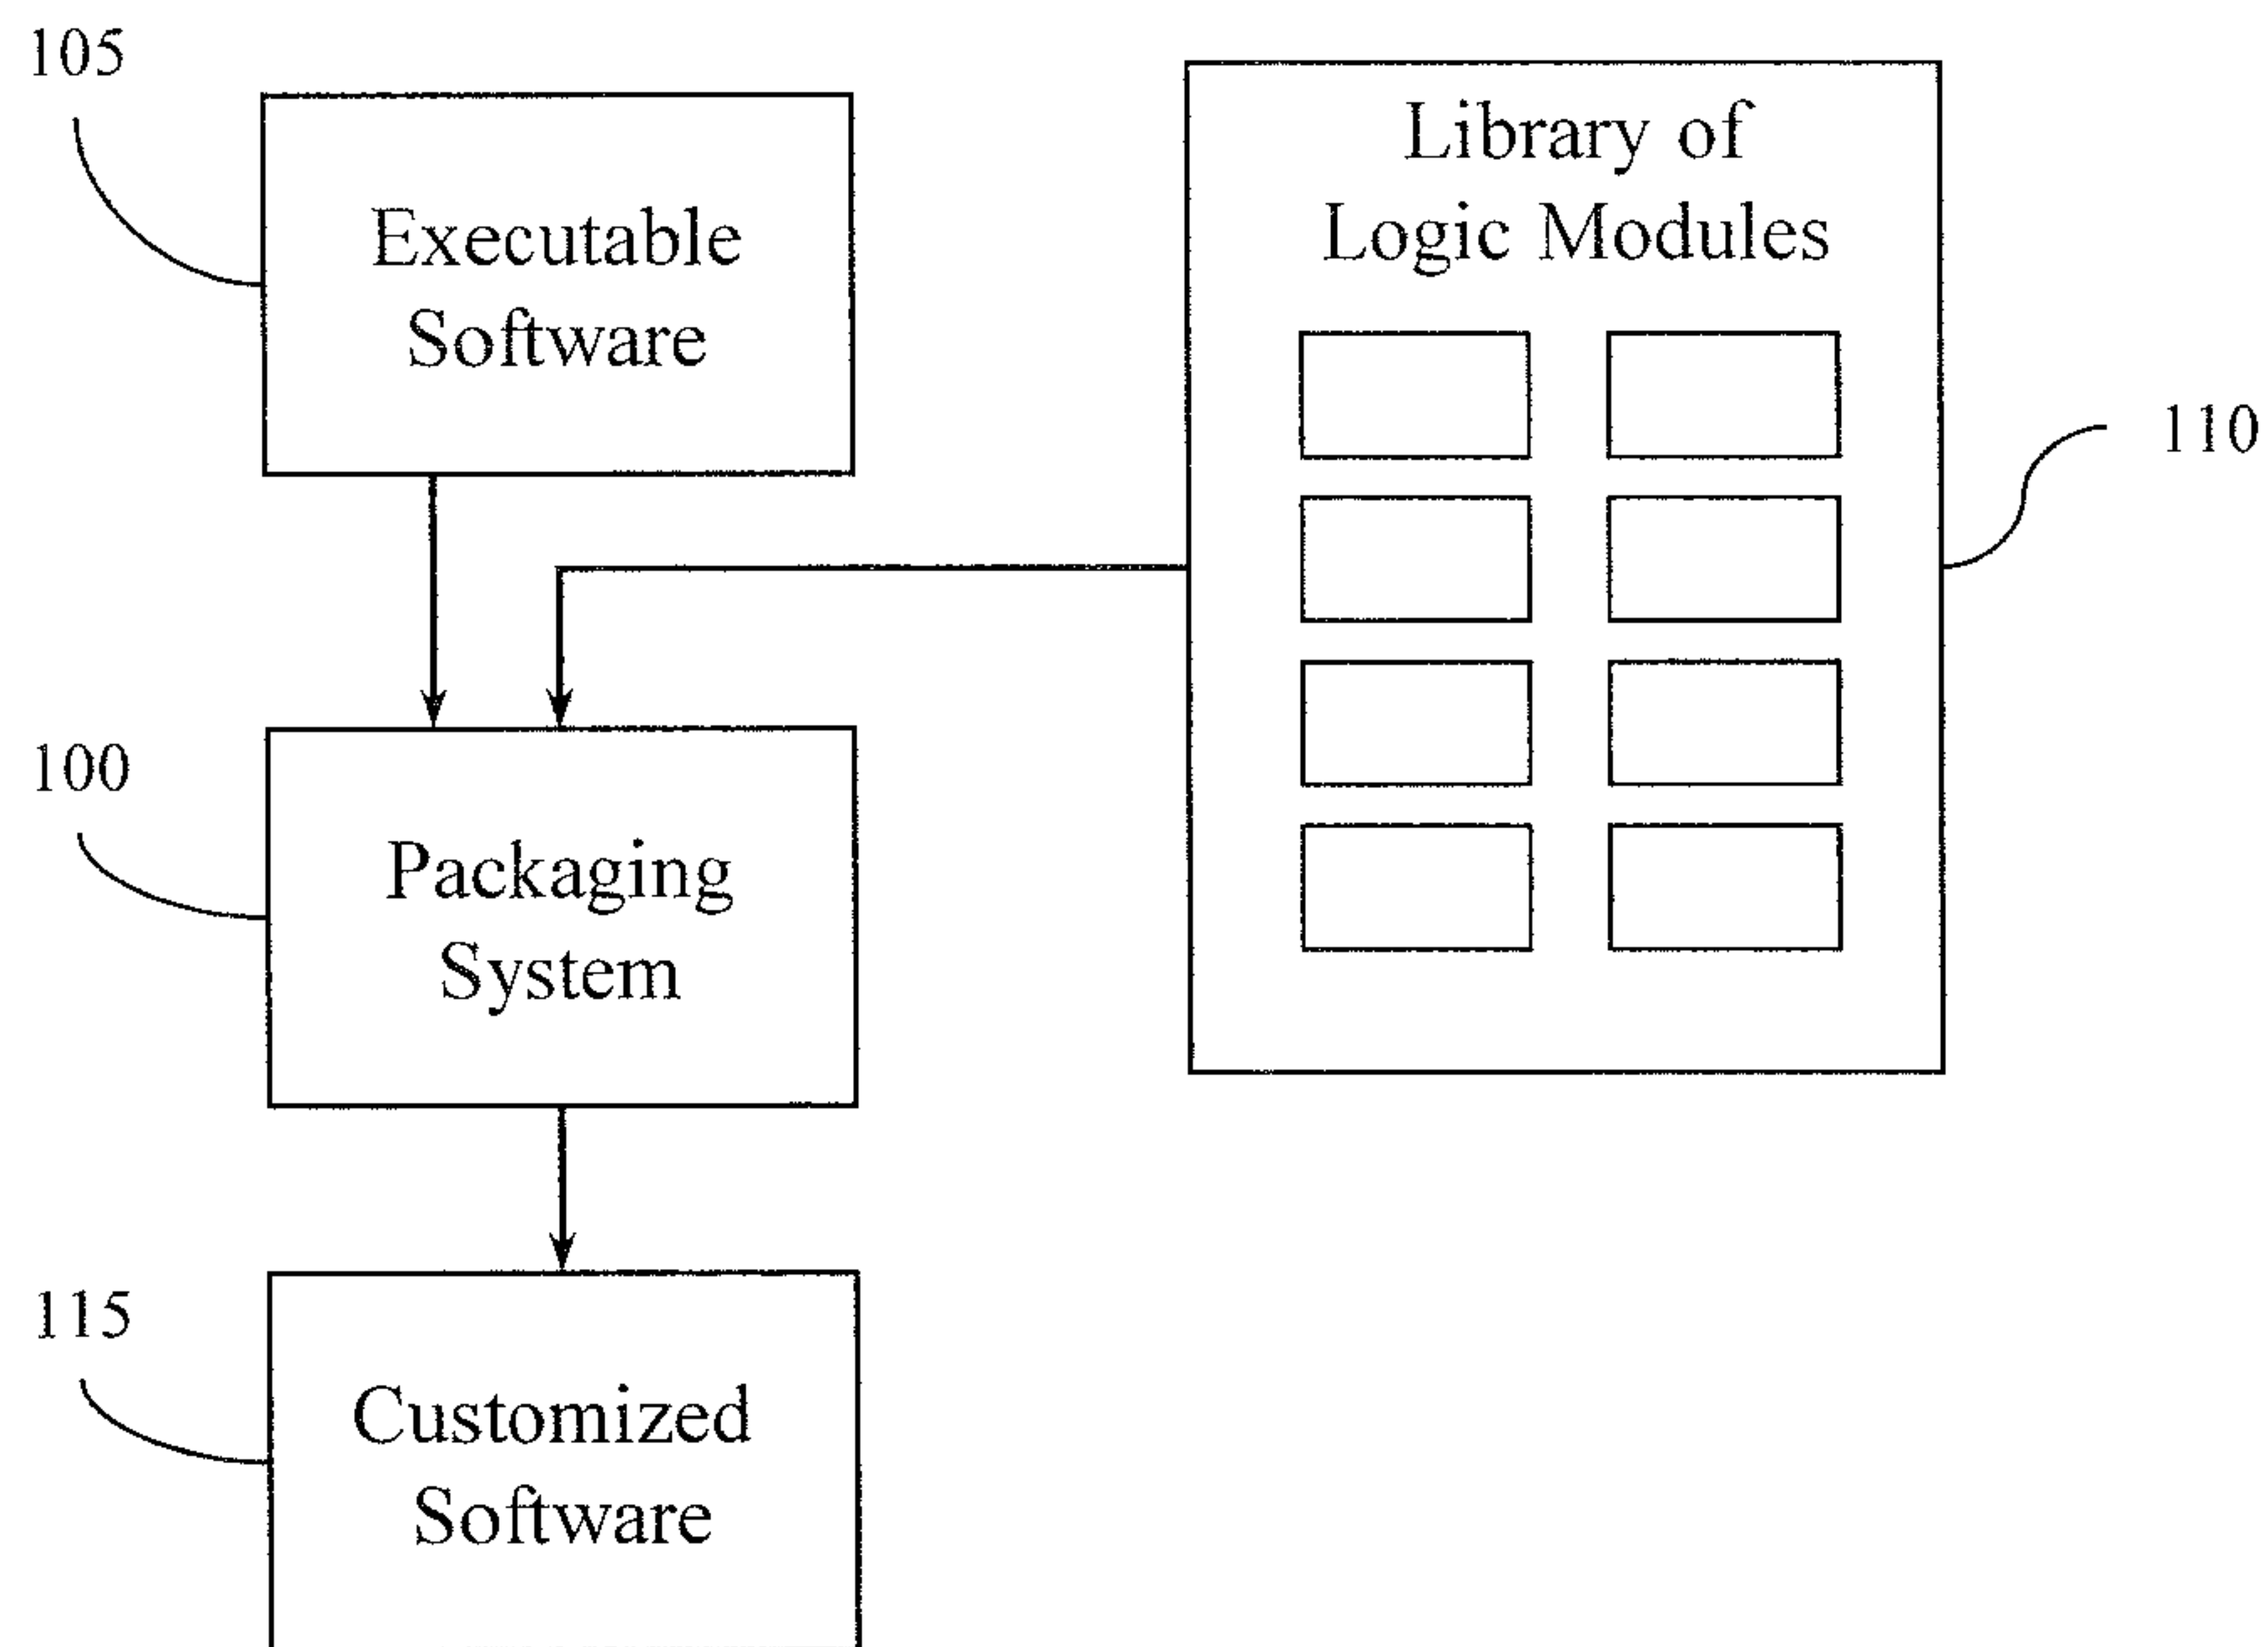 105
Executable
Software
Library of
Logic Modules
110
100
Packaging
System
115
Customized
Software